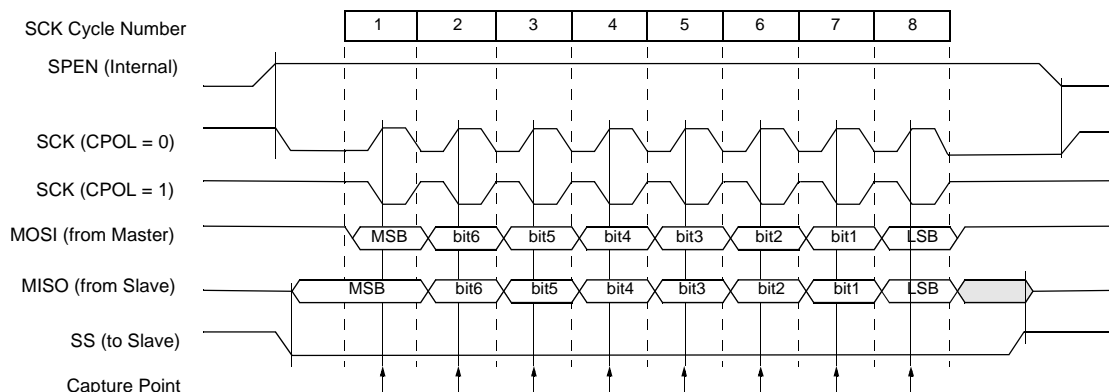 SCK Cycle Number 1 2 3 4 5 6 7 8
SPEN (Internal)
SCK (CPOL = 0)
SCK (CPOL = 1)
MOSI (from Master) MSB bit6 bit5 bit4 bit3 bit2 bit1 LSB
MISO (from Slave) MSB bit6 bit5 bit4 bit3 bit2 bit1 LSB
SS (to Slave)
Capture Point